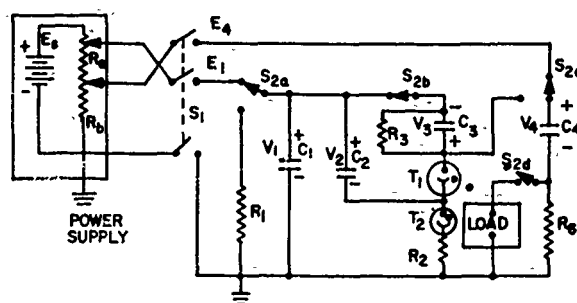 E4
Es
Ra
E1
S2a
S2b
S2c
Rb
S1
V3
C3
R3
V4
C4
V1
C1
V2
C2
T1
S2d
T2
LOAD
R1
R2
R6
POWER
SUPPLY